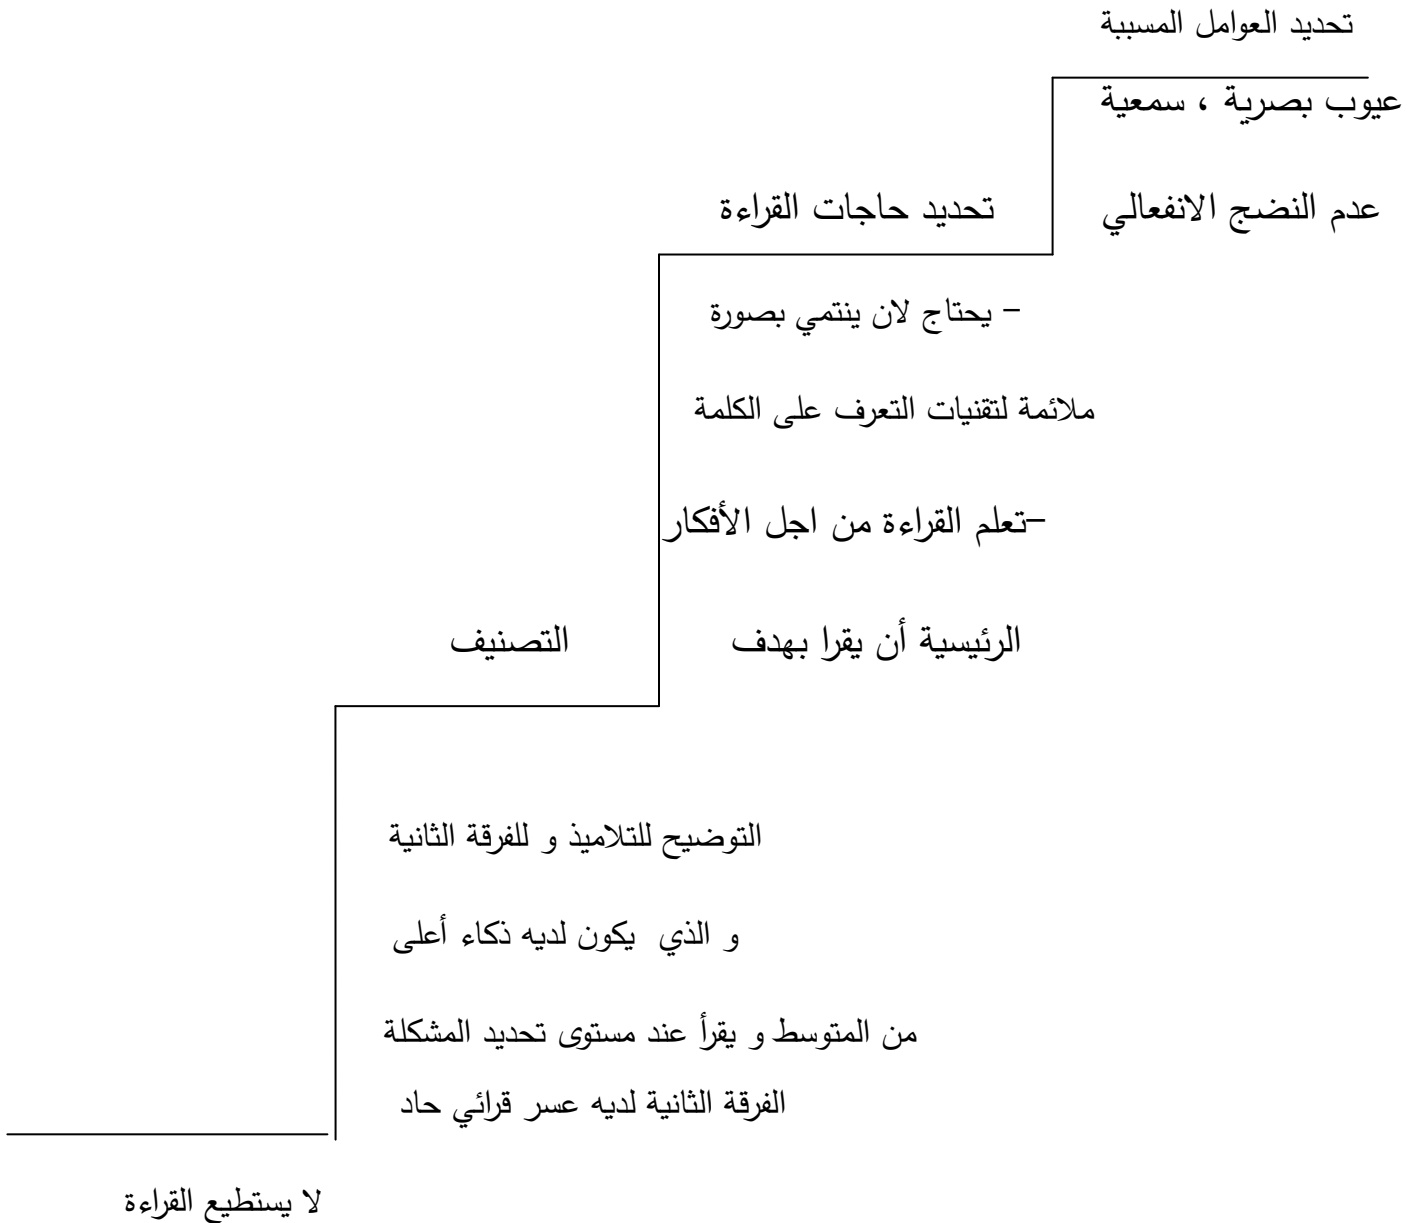 تحديد العوامل المسببة
عيوب بصرية ، سمعية
عدم النضج الانفعالي
تحديد حاجات القراءة
– يحتاج لان ينتمي بصورة
ملائمة لتقنيات التعرف على الكلمة
–تعلم القراءة من اجل الأفكار
الرئيسية أن يقرا بهدف
التصنيف
التوضيح للتلاميذ و للفرقة الثانية
و الذي يكون لديه ذكاء أعلى
من المتوسط و يقرأ عند مستوى تحديد المشكلة
الفرقة الثانية لديه عسر قرائي حاد
لا يستطيع القراءة